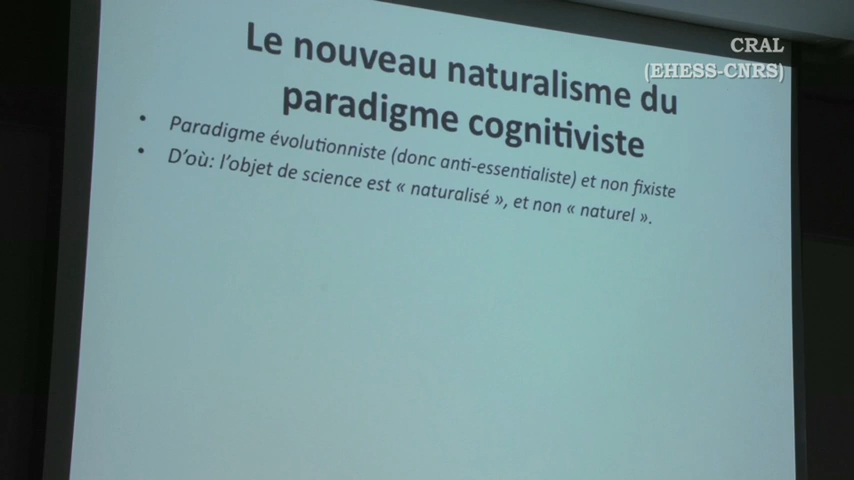 CRAL
(EHESS-CNRS)
Le nouveau naturalisme du
paradigme cognitiviste
• Paradigme évolutionniste (donc anti-essentialiste) et non fixiste
• D’où: l’objet de science est « naturalisé », et non « naturel ».